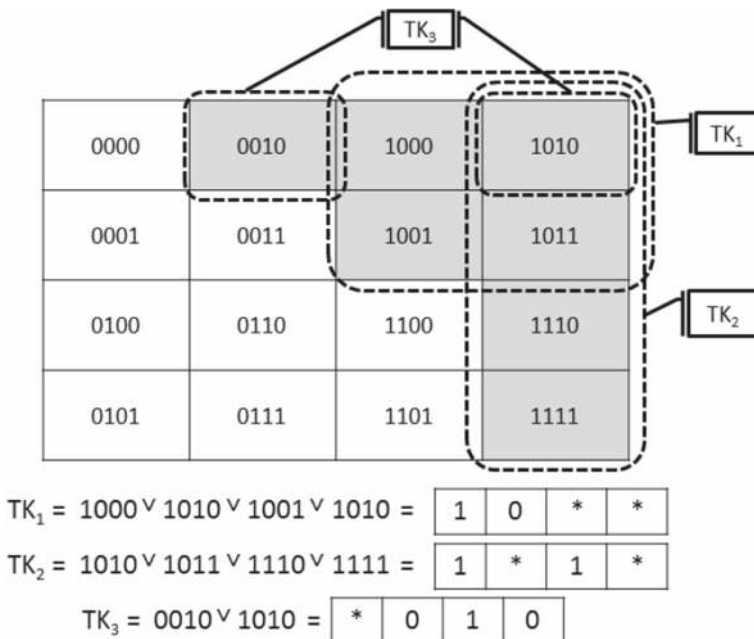 TK₃
0000 0010 1000 1010
TK₁
0001 0011 1001 1011
0100 0110 1100 1110
TK₂
0101 0111 1101 1111
TK₁ = 1000 ∨ 1010 ∨ 1001 ∨ 1010 = 1 0 * *
TK₂ = 1010 ∨ 1011 ∨ 1110 ∨ 1111 = 1 * 1 *
TK₃ = 0010 ∨ 1010 = * 0 1 0